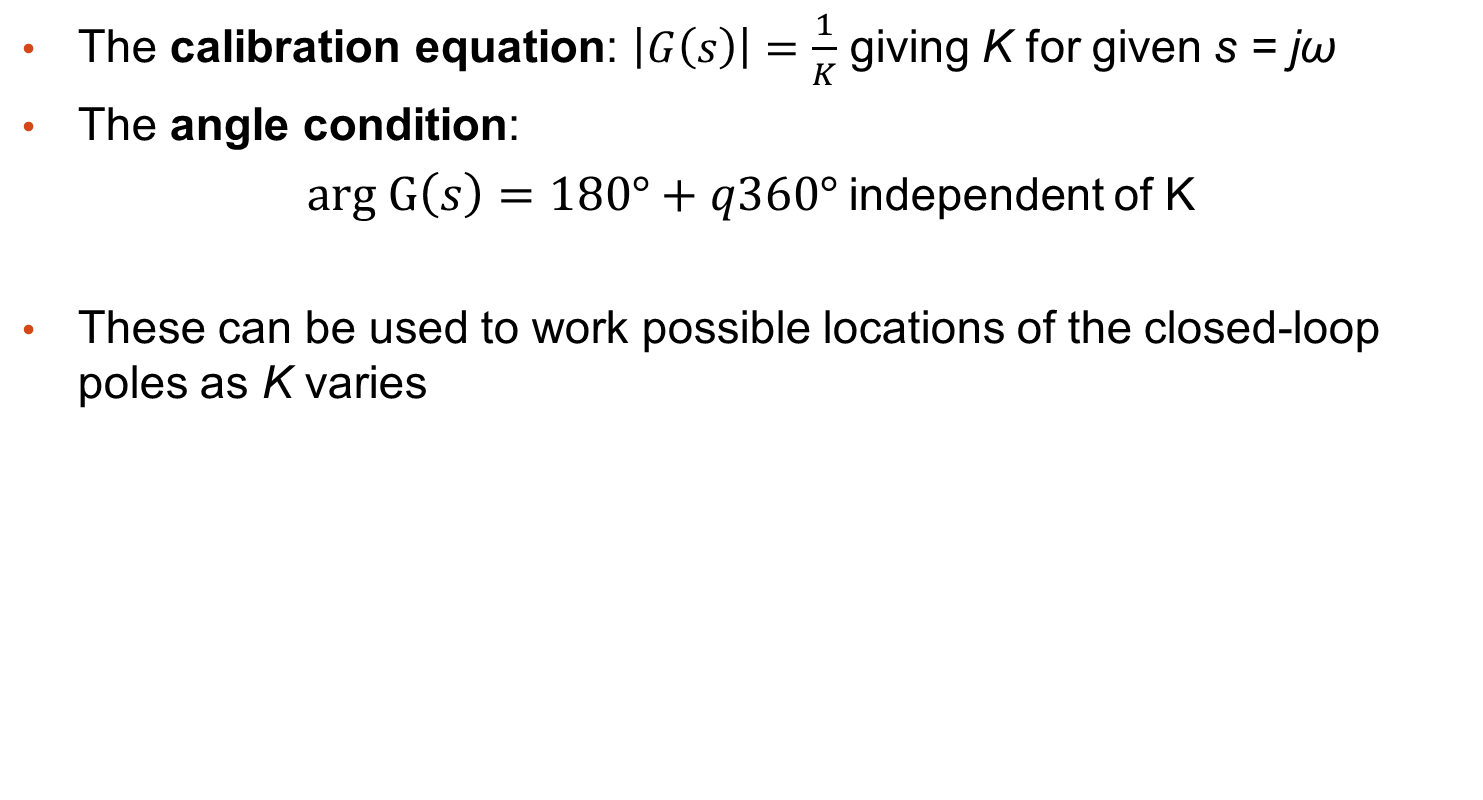 • The calibration equation: |G(s)| = 1/K giving K for given s = jω
• The angle condition:
arg G(s) = 180° + q360° independent of K
• These can be used to work possible locations of the closed-loop
poles as K varies